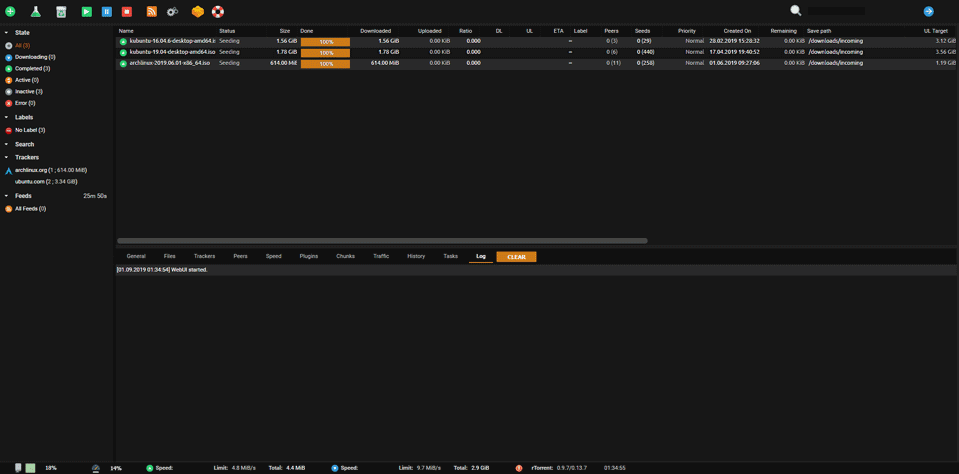 State
All (3)
Downloading (0)
Completed (3)
Active (0)
Inactive (3)
Error (0)
Labels
No Label (3)
Search
Trackers
archlinux.org (1 ; 614.00 MiB)
ubuntu.com (2 ; 3.34 GiB)
Feeds 25m 50s
All Feeds (0)
Name Status Size Done Downloaded Uploaded Ratio DL UL ETA Label Peers Seeds Priority Created On Remaining Save path UL Target
kubuntu-16.04.6-desktop-amd64.i Seeding 1.56 GiB 100% 1.56 GiB 0.00 KiB 0.000 ∞ 0 (3) 0 (29) Normal 28.02.2019 15:28:32 0.00 KiB /downloads/incoming 3.12 GiB
kubuntu-19.04-desktop-amd64.iso Seeding 1.78 GiB 100% 1.78 GiB 0.00 KiB 0.000 ∞ 0 (6) 0 (440) Normal 17.04.2019 19:40:52 0.00 KiB /downloads/incoming 3.56 GiB
archlinux-2019.06.01-x86_64.iso Seeding 614.00 MiB 100% 614.00 MiB 0.00 KiB 0.000 ∞ 0 (11) 0 (258) Normal 01.06.2019 09:27:06 0.00 KiB /downloads/incoming 1.19 GiB
General Files Trackers Peers Speed Plugins Chunks Traffic History Tasks Log CLEAR
[01.09.2019 01:34:54] WebUI started.
18% 14% Speed: Limit: 4.8 MiB/s Total: 4.4 MiB Speed: Limit: 9.7 MiB/s Total: 2.9 GiB rTorrent: 0.9.7/0.13.7 01:34:55